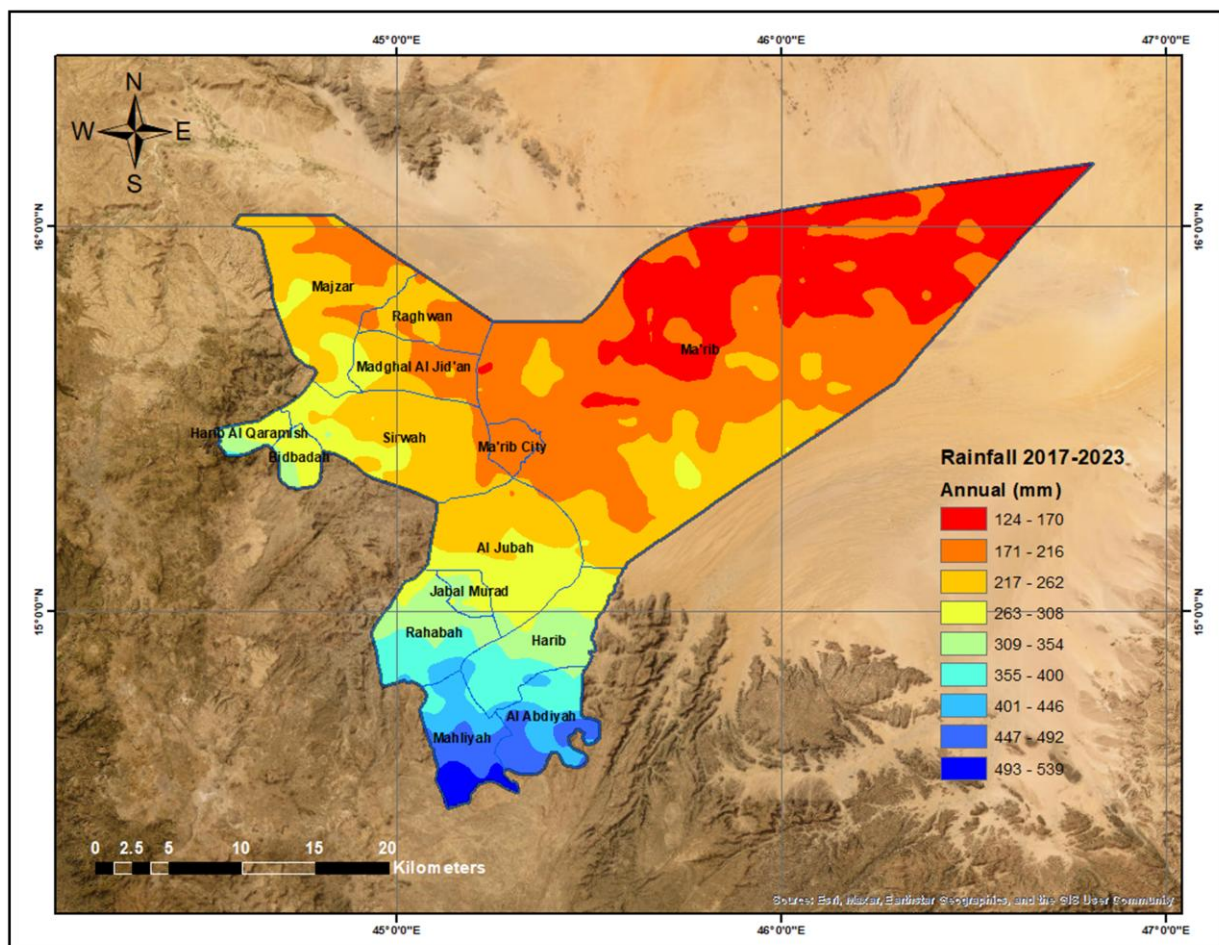 45°0'0"E 46°0'0"E 47°0'0"E
N
W E
S
16°0'0"N 16°0'0"N
Majzar
Raghwan
Ma'rib
Madghal Al Jid'an
Harib Al Qaramish
Sirwah
Ma'rib City
Bidbadah
Rainfall 2017-2023
Annual (mm)
124 - 170
171 - 216
217 - 262
263 - 308
309 - 354
355 - 400
401 - 446
447 - 492
493 - 539
Al Jubah
Jabal Murad
15°0'0"N 15°0'0"N
Rahabah
Harib
Al Abdiyah
Mahliyah
0 2.5 5 10 15 20
Kilometers
Source: Esri, Maxar, Earthstar Geographics, and the GIS User Community
45°0'0"E 46°0'0"E 47°0'0"E